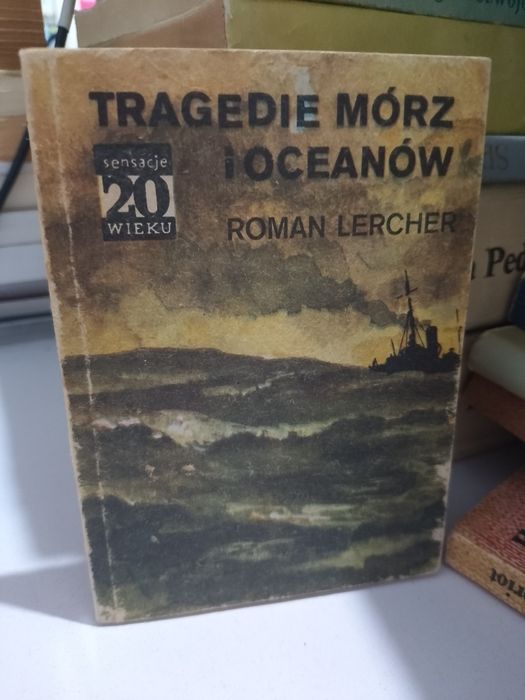 TRAGEDIE MÓRZ
i OCEANÓW
sensacje
20
WIEKU
ROMAN LERCHER